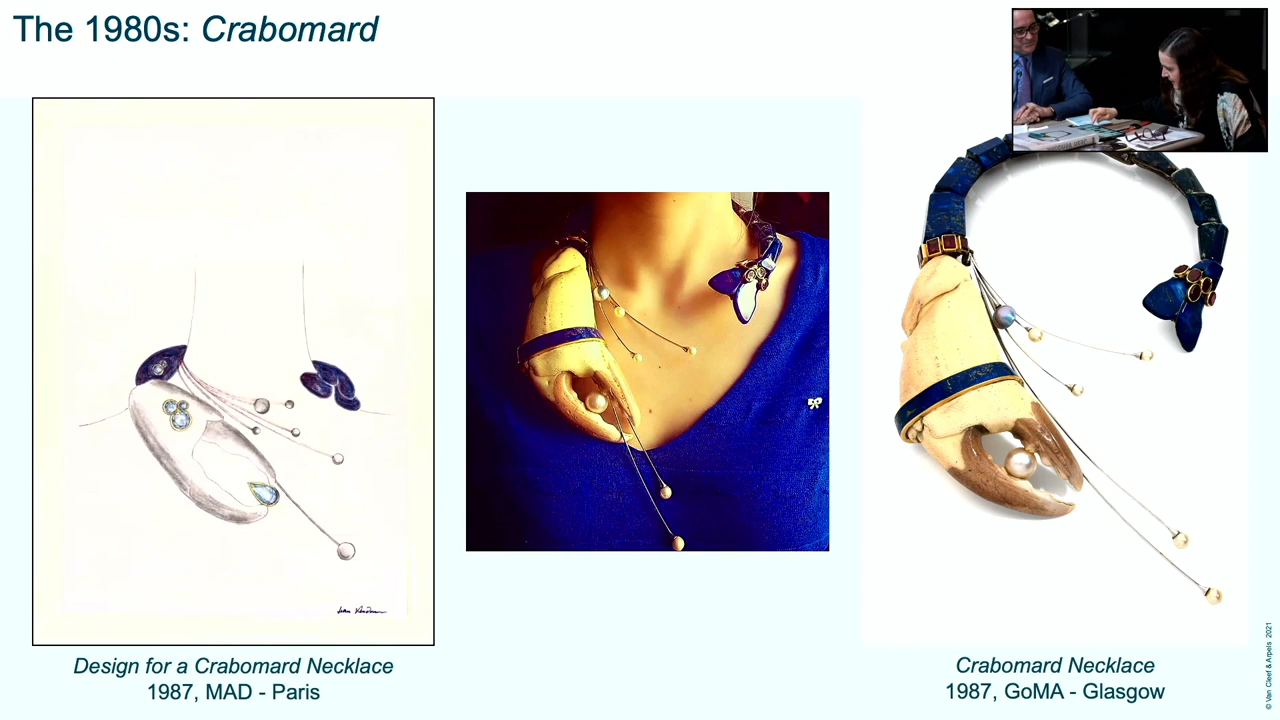 The 1980s: Crabomard
Design for a Crabomard Necklace
1987, MAD - Paris
Crabomard Necklace
1987, GoMA - Glasgow
© Van Cleef & Arpels 2021